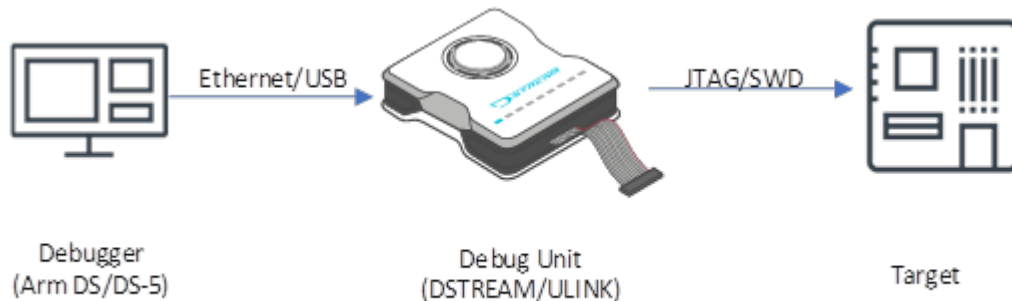 Ethernet/USB
JTAG/SWD
Debugger
(Arm DS/DS-5)
Debug Unit
(DSTREAM/ULINK)
Target